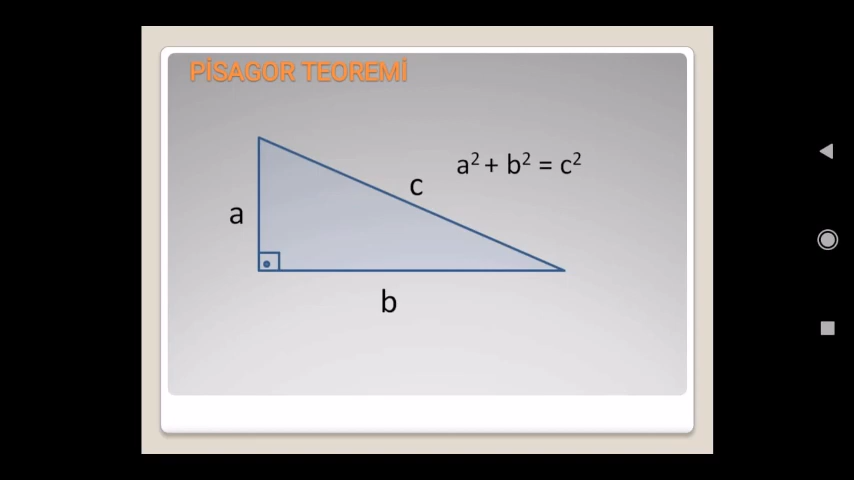 PİSAGOR TEOREMİ
a² + b² = c²
c
a
b